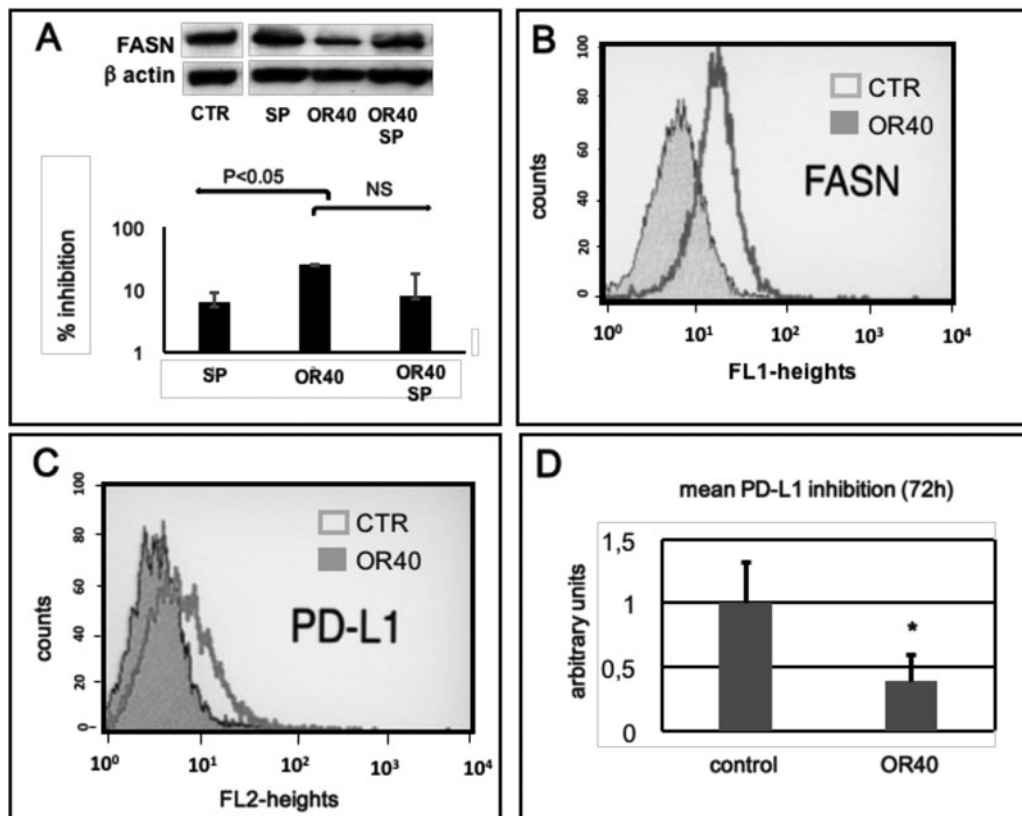 A
FASN
β actin
CTR SP OR40 OR40
SP
P<0.05
NS
% inhibition
100
10
1
SP OR40 OR40
SP
B
counts
100
80
60
40
20
0
CTR
OR40
FASN
10⁰ 10¹ 10² 10³ 10⁴
FL1-heights
C
counts
100
80
60
40
20
0
CTR
OR40
PD-L1
10⁰ 10¹ 10² 10³ 10⁴
FL2-heights
D
mean PD-L1 inhibition (72h)
arbitrary units
1,5
1
0,5
0
*
control OR40